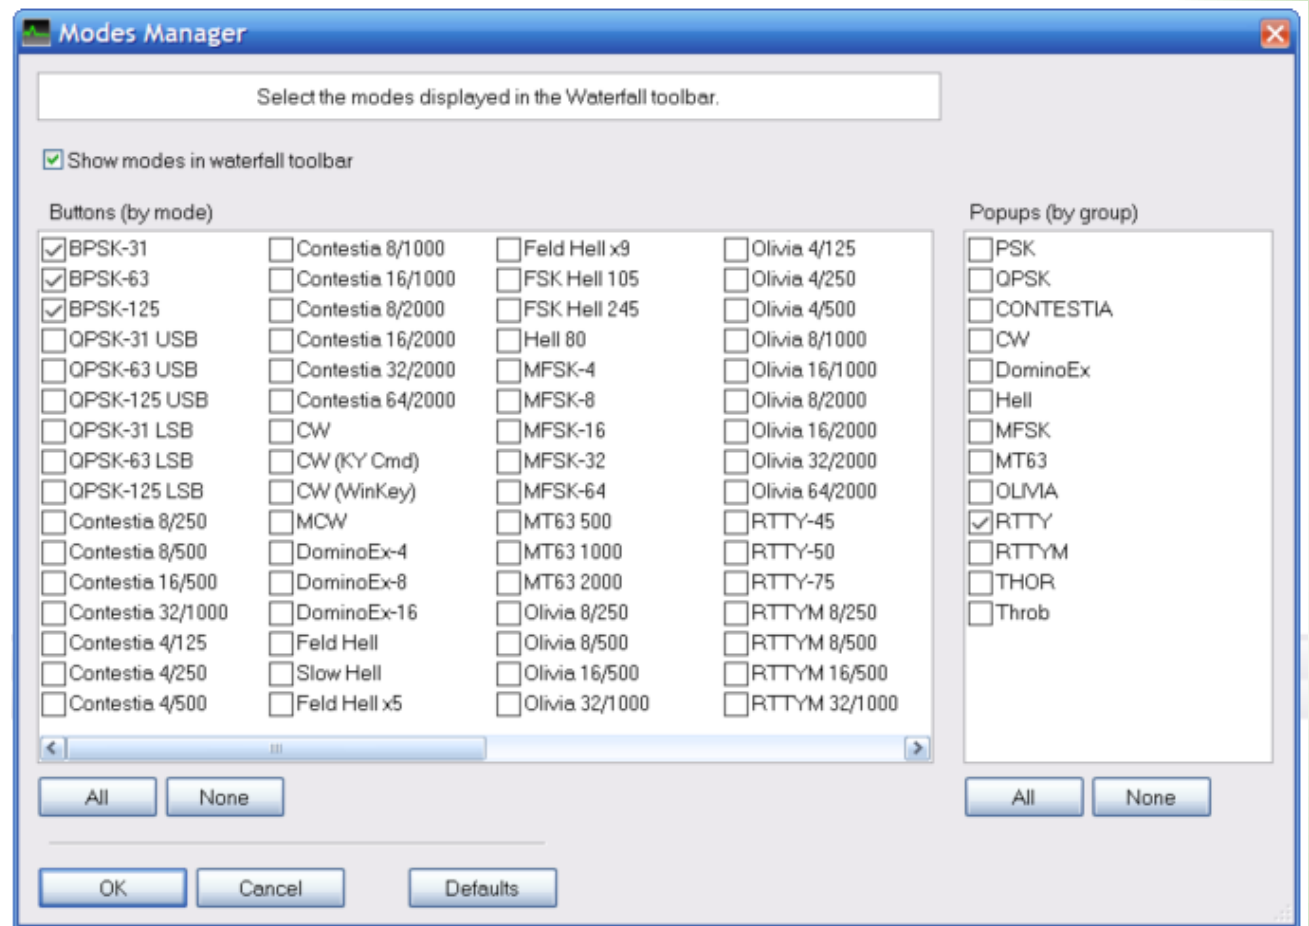 Modes Manager
Select the modes displayed in the Waterfall toolbar.
Show modes in waterfall toolbar
Buttons (by mode)
BPSK-31
BPSK-63
BPSK-125
QPSK-31 USB
QPSK-63 USB
QPSK-125 USB
QPSK-31 LSB
QPSK-63 LSB
QPSK-125 LSB
Contestia 8/250
Contestia 8/500
Contestia 16/500
Contestia 32/1000
Contestia 4/125
Contestia 4/250
Contestia 4/500
Contestia 8/1000
Contestia 16/1000
Contestia 8/2000
Contestia 16/2000
Contestia 32/2000
Contestia 64/2000
CW
CW (KY Cmd)
CW (WinKey)
MCW
DominoEx-4
DominoEx-8
DominoEx-16
Feld Hell
Slow Hell
Feld Hell x5
Feld Hell x9
FSK Hell 105
FSK Hell 245
Hell 80
MFSK-4
MFSK-8
MFSK-16
MFSK-32
MFSK-64
MT63 500
MT63 1000
MT63 2000
Olivia 8/250
Olivia 8/500
Olivia 16/500
Olivia 32/1000
Olivia 4/125
Olivia 4/250
Olivia 4/500
Olivia 8/1000
Olivia 16/1000
Olivia 8/2000
Olivia 16/2000
Olivia 32/2000
Olivia 64/2000
RTTY-45
RTTY-50
RTTY-75
RTTYM 8/250
RTTYM 8/500
RTTYM 16/500
RTTYM 32/1000
All
None
Popups (by group)
PSK
QPSK
CONTESTIA
CW
DominoEx
Hell
MFSK
MT63
OLIVIA
RTTY
RTTYM
THOR
Throb
All
None
OK
Cancel
Defaults